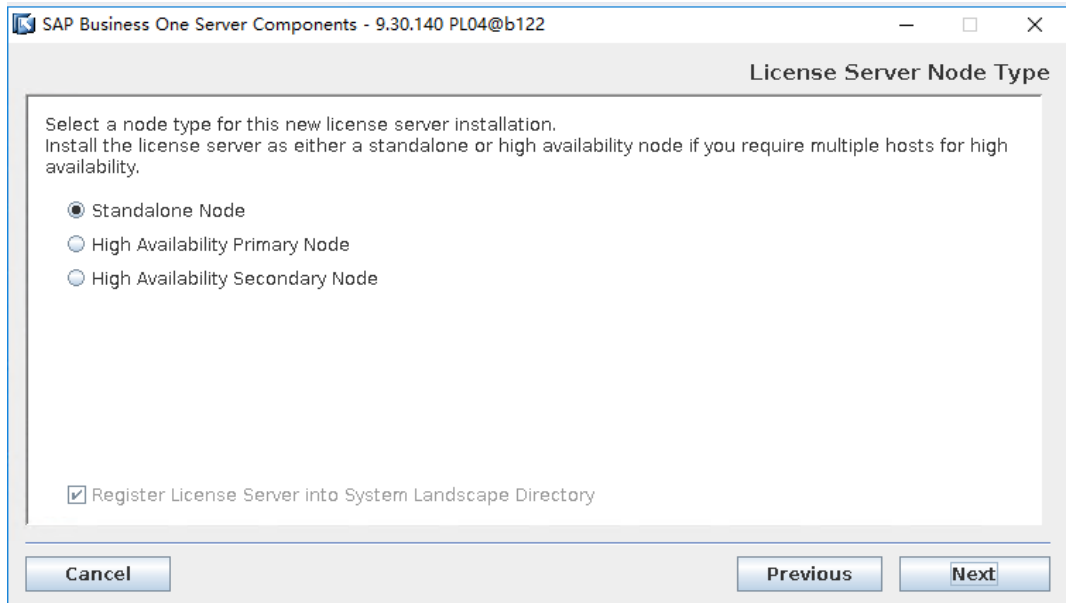 SAP Business One Server Components - 9.30.140 PL04@b122
License Server Node Type
Select a node type for this new license server installation.
Install the license server as either a standalone or high availability node if you require multiple hosts for high
availability.
Standalone Node
High Availability Primary Node
High Availability Secondary Node
Register License Server into System Landscape Directory
Cancel
Previous
Next